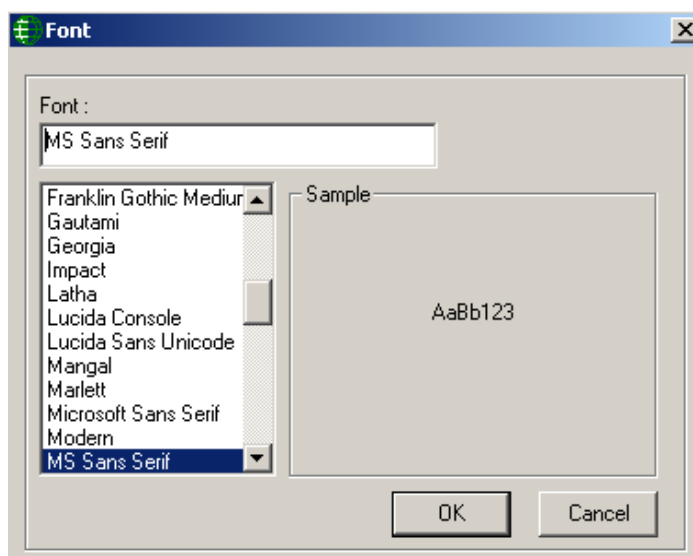 Font
Font :
MS Sans Serif
Franklin Gothic Mediur
Gautami
Georgia
Impact
Latha
Lucida Console
Lucida Sans Unicode
Mangal
Marlett
Microsoft Sans Serif
Modern
MS Sans Serif
Sample
AaBb123
OK
Cancel